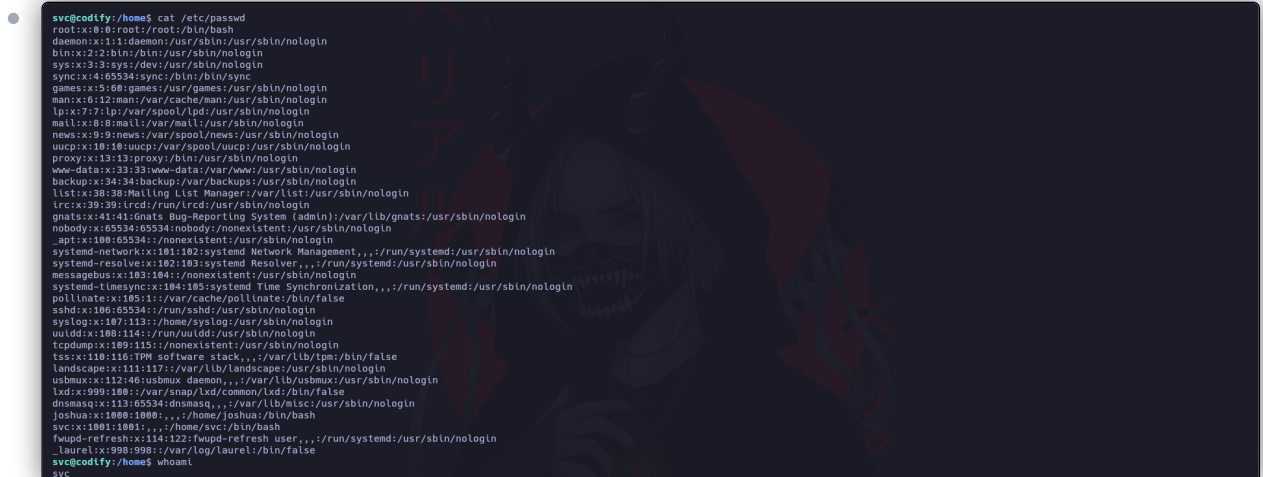 svc@codify:/home$ cat /etc/passwd
root:x:0:0:root:/root:/bin/bash
daemon:x:1:1:daemon:/usr/sbin:/usr/sbin/nologin
bin:x:2:2:bin:/bin:/usr/sbin/nologin
sys:x:3:3:sys:/dev:/usr/sbin/nologin
sync:x:4:65534:sync:/bin:/bin/sync
games:x:5:60:games:/usr/games:/usr/sbin/nologin
man:x:6:12:man:/var/cache/man:/usr/sbin/nologin
lp:x:7:7:lp:/var/spool/lpd:/usr/sbin/nologin
mail:x:8:8:mail:/var/mail:/usr/sbin/nologin
news:x:9:9:news:/var/spool/news:/usr/sbin/nologin
uucp:x:10:10:uucp:/var/spool/uucp:/usr/sbin/nologin
proxy:x:13:13:proxy:/bin:/usr/sbin/nologin
www-data:x:33:33:www-data:/var/www:/usr/sbin/nologin
backup:x:34:34:backup:/var/backups:/usr/sbin/nologin
list:x:38:38:Mailing List Manager:/var/list:/usr/sbin/nologin
irc:x:39:39:ircd:/run/ircd:/usr/sbin/nologin
gnats:x:41:41:Gnats Bug-Reporting System (admin):/var/lib/gnats:/usr/sbin/nologin
nobody:x:65534:65534:nobody:/nonexistent:/usr/sbin/nologin
_apt:x:100:65534::/nonexistent:/usr/sbin/nologin
systemd-network:x:101:102:systemd Network Management,,,:/run/systemd:/usr/sbin/nologin
systemd-resolve:x:102:103:systemd Resolver,,,:/run/systemd:/usr/sbin/nologin
messagebus:x:103:104::/nonexistent:/usr/sbin/nologin
systemd-timesync:x:104:105:systemd Time Synchronization,,,:/run/systemd:/usr/sbin/nologin
pollinate:x:105:1::/var/cache/pollinate:/bin/false
sshd:x:106:65534::/run/sshd:/usr/sbin/nologin
syslog:x:107:113::/home/syslog:/usr/sbin/nologin
uuidd:x:108:114::/run/uuidd:/usr/sbin/nologin
tcpdump:x:109:115::/nonexistent:/usr/sbin/nologin
tss:x:110:116:TPM software stack,,,:/var/lib/tpm:/bin/false
landscape:x:111:117::/var/lib/landscape:/usr/sbin/nologin
usbmux:x:112:46:usbmux daemon,,,:/var/lib/usbmux:/usr/sbin/nologin
lxd:x:999:100::/var/snap/lxd/common/lxd:/bin/false
dnsmasq:x:113:65534:dnsmasq,,,:/var/lib/misc:/usr/sbin/nologin
joshua:x:1000:1000:,,,:/home/joshua:/bin/bash
svc:x:1001:1001:,,,:/home/svc:/bin/bash
fwupd-refresh:x:114:122:fwupd-refresh user,,,:/run/systemd:/usr/sbin/nologin
_laurel:x:998:998::/var/log/laurel:/bin/false
svc@codify:/home$ whoami
svc